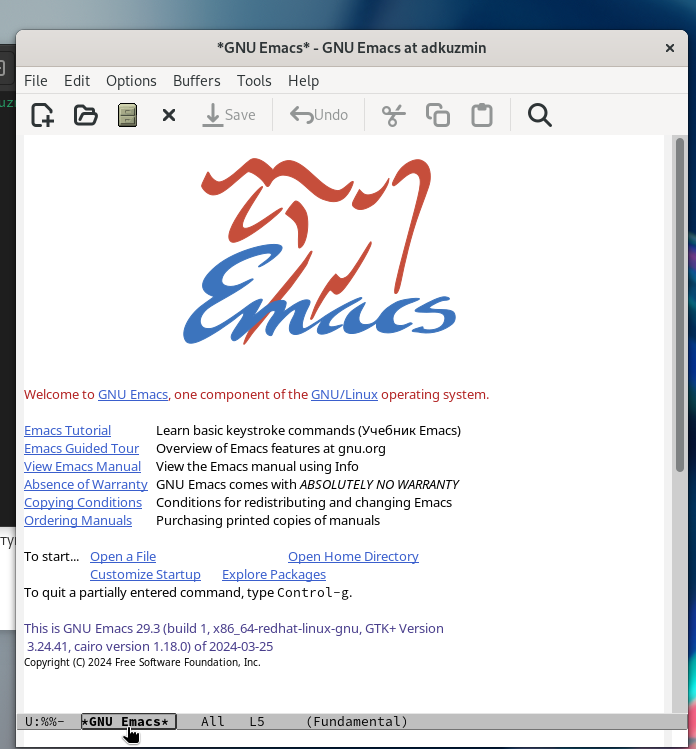 *GNU Emacs* - GNU Emacs at adkuzmin
File Edit Options Buffers Tools Help
Save Undo
Emacs
Welcome to GNU Emacs, one component of the GNU/Linux operating system.
Emacs Tutorial Learn basic keystroke commands (Учебник Emacs)
Emacs Guided Tour Overview of Emacs features at gnu.org
View Emacs Manual View the Emacs manual using Info
Absence of Warranty GNU Emacs comes with ABSOLUTELY NO WARRANTY
Copying Conditions Conditions for redistributing and changing Emacs
Ordering Manuals Purchasing printed copies of manuals
To start... Open a File Open Home Directory
Customize Startup Explore Packages
To quit a partially entered command, type Control-g.
This is GNU Emacs 29.3 (build 1, x86_64-redhat-linux-gnu, GTK+ Version
3.24.41, cairo version 1.18.0) of 2024-03-25
Copyright (C) 2024 Free Software Foundation, Inc.
U:%%- *GNU Emacs* All L5 (Fundamental)